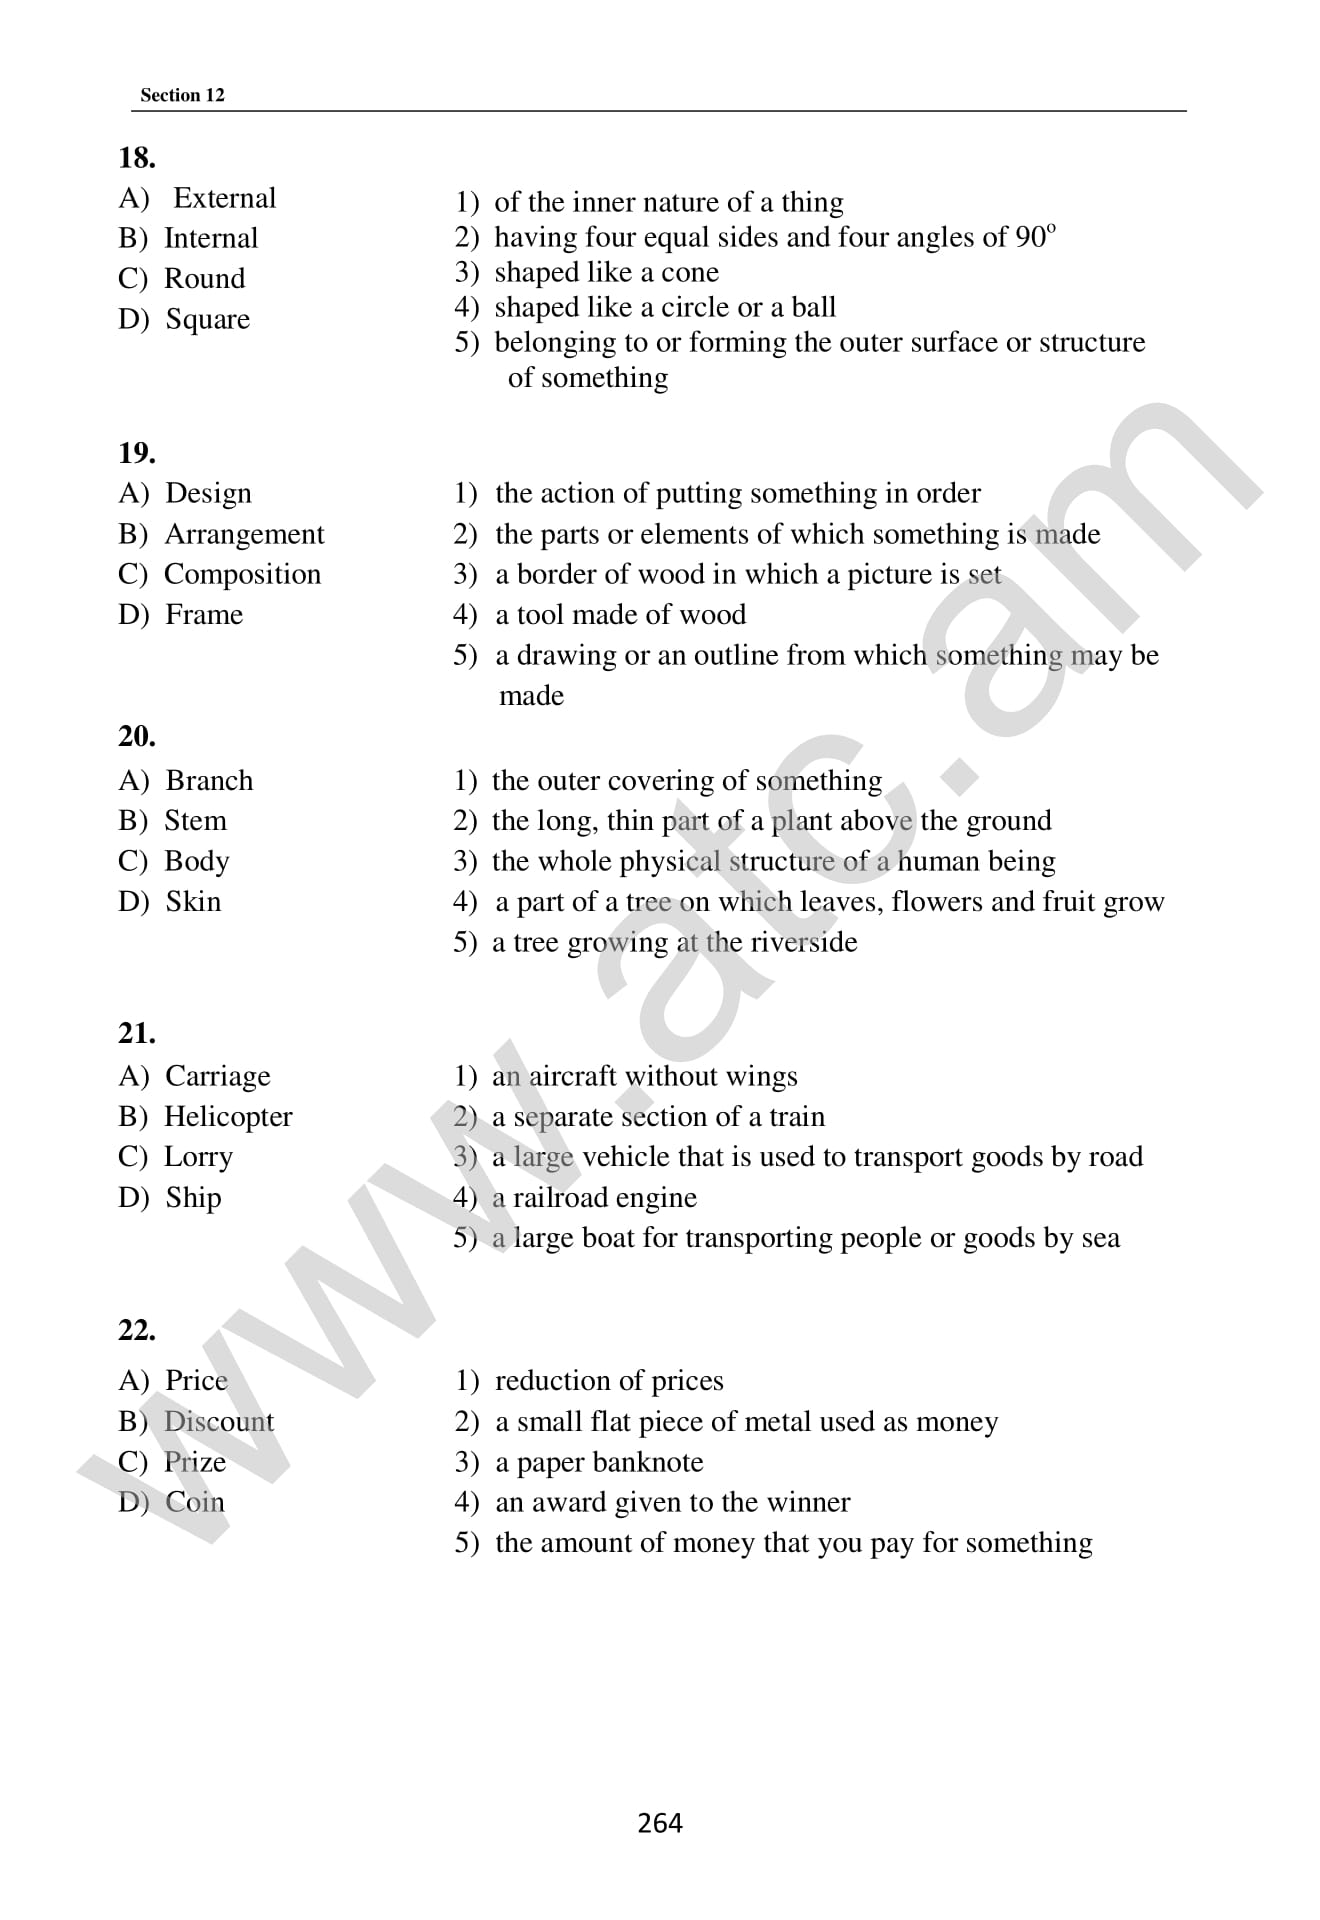 Section 12
18.
A) External
B) Internal
C) Round
D) Square
1) of the inner nature of a thing
2) having four equal sides and four angles of 90º
3) shaped like a cone
4) shaped like a circle or a ball
5) belonging to or forming the outer surface or structure
of something
19.
A) Design
B) Arrangement
C) Composition
D) Frame
1) the action of putting something in order
2) the parts or elements of which something is made
3) a border of wood in which a picture is set
4) a tool made of wood
5) a drawing or an outline from which something may be
made
20.
A) Branch
B) Stem
C) Body
D) Skin
1) the outer covering of something
2) the long, thin part of a plant above the ground
3) the whole physical structure of a human being
4) a part of a tree on which leaves, flowers and fruit grow
5) a tree growing at the riverside
21.
A) Carriage
B) Helicopter
C) Lorry
D) Ship
1) an aircraft without wings
2) a separate section of a train
3) a large vehicle that is used to transport goods by road
4) a railroad engine
5) a large boat for transporting people or goods by sea
22.
A) Price
B) Discount
C) Prize
D) Coin
1) reduction of prices
2) a small flat piece of metal used as money
3) a paper banknote
4) an award given to the winner
5) the amount of money that you pay for something
264
www.atc.am